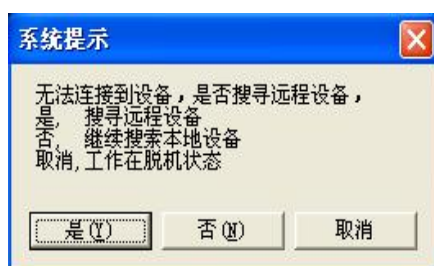 系统提示
无法连接到设备，是否搜寻远程设备，
是，  搜寻远程设备
否，  继续搜索本地设备
取消,工作在脱机状态
是(Y)
否(N)
取消